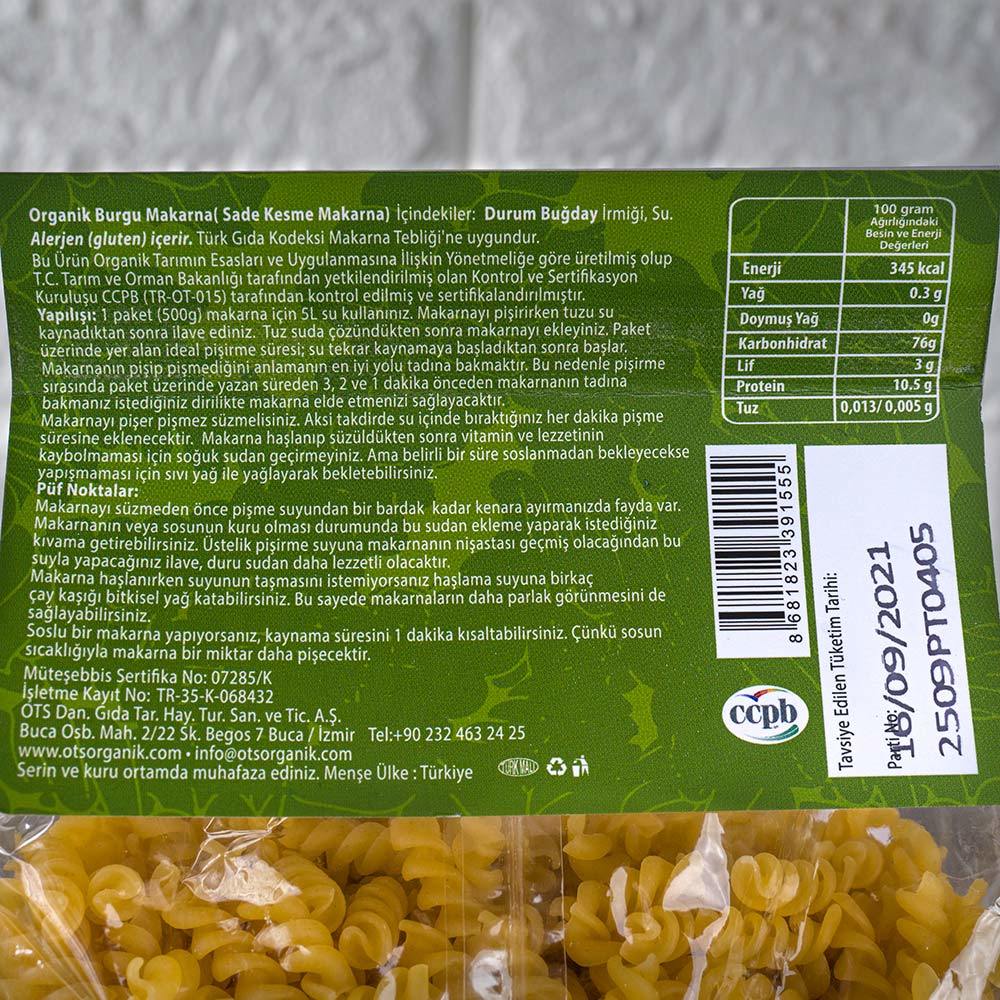 Organik Burgu Makarna( Sade Kesme Makarna) İçindekiler: Durum Buğday İrmiği, Su.
Alerjen (gluten) içerir. Türk Gıda Kodeksi Makarna Tebliği'ne uygundur.
Bu Ürün Organik Tarımın Esasları ve Uygulanmasına İlişkin Yönetmeliğe göre üretilmiş olup
T.C. Tarım ve Orman Bakanlığı tarafından yetkilendirilmiş olan Kontrol ve Sertifikasyon
Kuruluşu CCPB (TR-OT-015) tarafından kontrol edilmiş ve sertifikalandırılmıştır.
Yapılışı: 1 paket (500g) makarna için 5L su kullanınız. Makarnayı pişirirken tuzu su
kaynadıktan sonra ilave ediniz. Tuz suda çözündükten sonra makarnayı ekleyiniz. Paket
üzerinde yer alan ideal pişirme süresi; su tekrar kaynamaya başladıktan sonra başlar.
Makarnanın pişip pişmediğini anlamanın en iyi yolu tadına bakmaktır. Bu nedenle pişirme
sırasında paket üzerinde yazan süreden 3, 2 ve 1 dakika önceden makarnanın tadına
bakmanız istediğiniz dirilikte makarna elde etmenizi sağlayacaktır.
Makarnayı pişer pişmez süzmelisiniz. Aksi takdirde su içinde bıraktığınız her dakika pişme
süresine eklenecektir. Makarna haşlanıp süzüldükten sonra vitamin ve lezzetinin
kaybolmaması için soğuk sudan geçirmeyiniz. Ama belirli bir süre soslanmadan bekleyecekse
yapışmaması için sıvı yağ ile yağlayarak bekletebilirsiniz.
Püf Noktalar:
Makarnayı süzmeden önce pişme suyundan bir bardak kadar kenara ayırmanızda fayda var.
Makarnanın veya sosunun kuru olması durumunda bu sudan ekleme yaparak istediğiniz
kıvama getirebilirsiniz. Üstelik pişirme suyuna makarnanın nişastası geçmiş olacağından bu
suyla yapacağınız ilave, duru sudan daha lezzetli olacaktır.
Makarna haşlanırken suyunun taşmasını istemiyorsanız haşlama suyuna birkaç
çay kaşığı bitkisel yağ katabilirsiniz. Bu sayede makarnaların daha parlak görünmesini de
sağlayabilirsiniz.
Soslu bir makarna yapıyorsanız, kaynama süresini 1 dakika kısaltabilirsiniz. Çünkü sosun
sıcaklığıyla makarna bir miktar daha pişecektir.
Müteşebbis Sertifika No: 07285/K
İşletme Kayıt No: TR-35-K-068432
OTS Dan. Gıda Tar. Hay. Tur. San. ve Tic. A.Ş.
Buca Osb. Mah. 2/22 Sk. Begos 7 Buca / İzmir Tel:+90 232 463 24 25
www.otsorganik.com • info@otsorganik.com
Serin ve kuru ortamda muhafaza ediniz. Menşe Ülke : Türkiye
TÜRK MALI
100 gram
Ağırlığındaki
Besin ve Enerji
Değerleri
Enerji 345 kcal
Yağ 0.3 g
Doymuş Yağ 0g
Karbonhidrat 76g
Lif 3 g
Protein 10.5 g
Tuz 0,013/ 0,005 g
8 681823 391555
ccpb
Tavsiye Edilen Tüketim Tarihi:
Parti No:
16/09/2021
2509PT0405